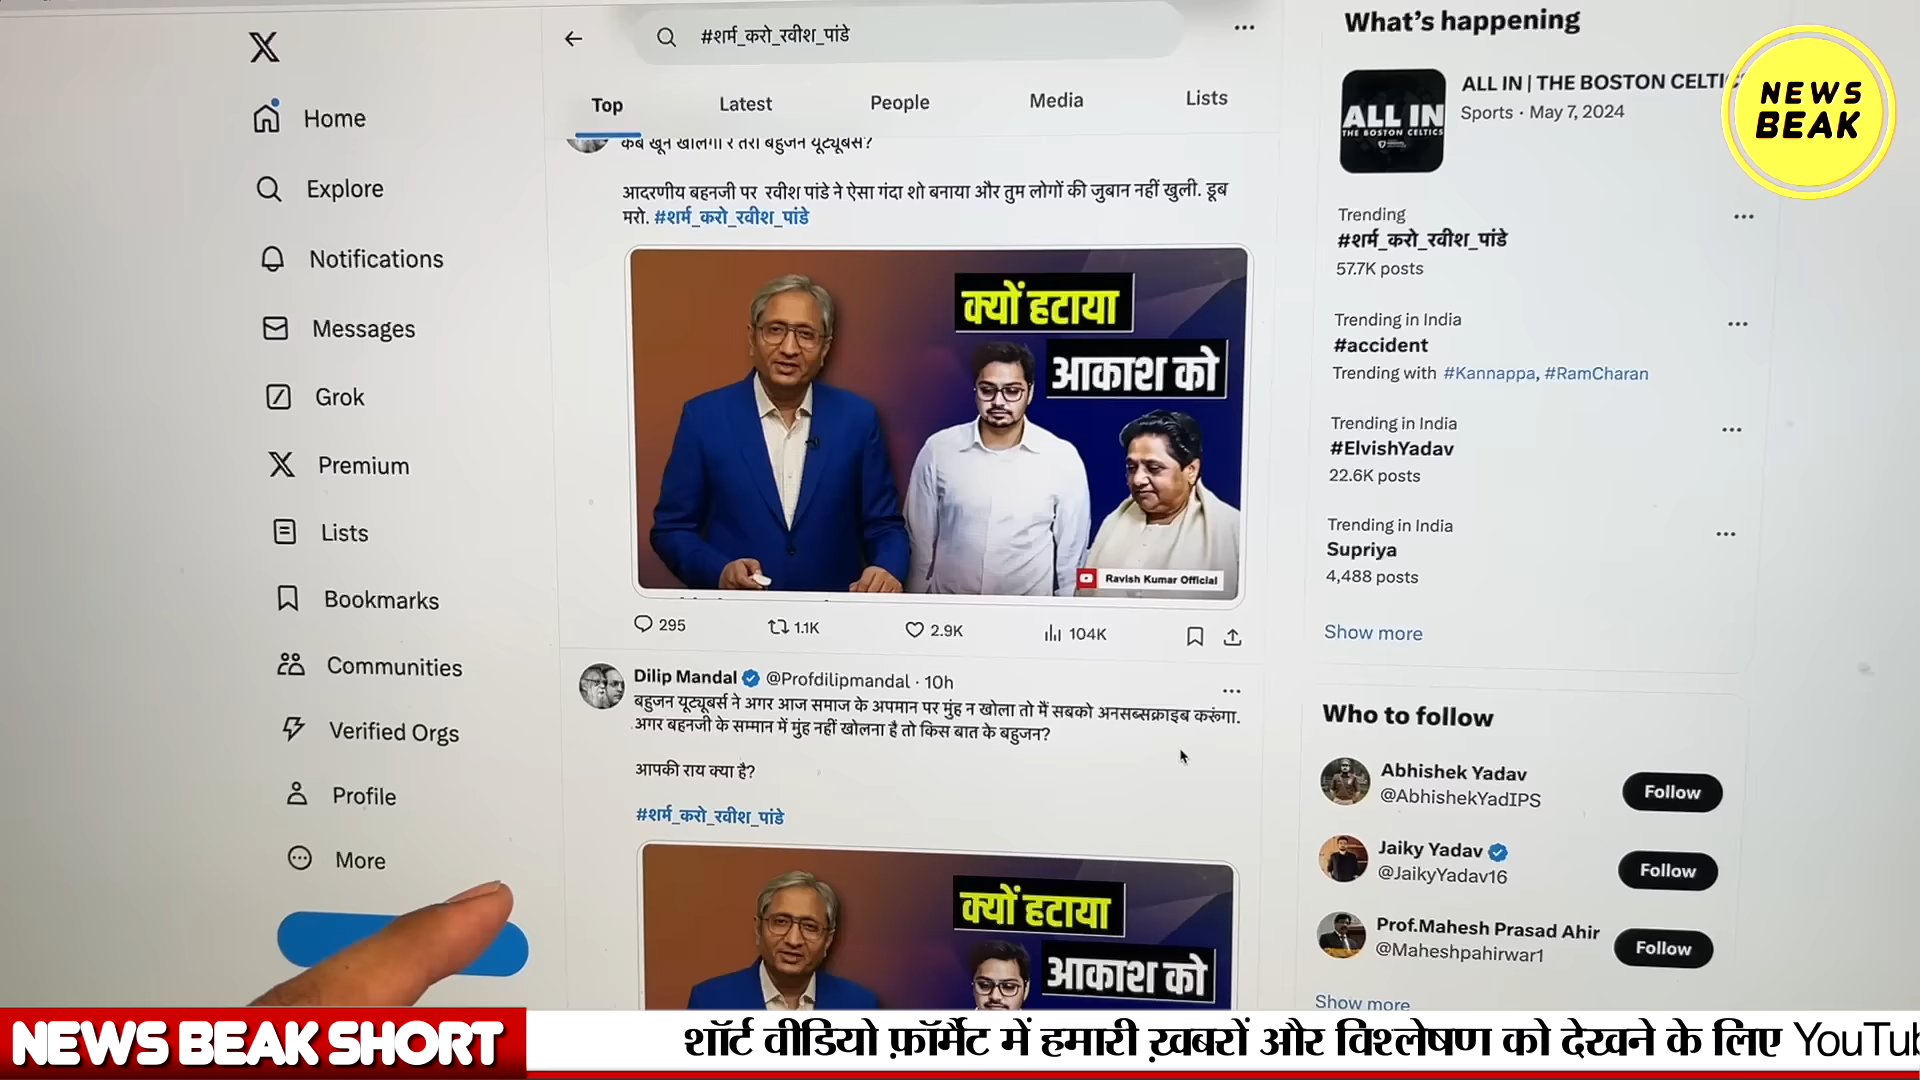 #शर्म_करो_रवीश_पांडे
Home
Explore
Notifications
Messages
Grok
Premium
Lists
Bookmarks
Communities
Verified Orgs
Profile
More
Top
Latest
People
Media
Lists
कब खून खौलेगा रे तेरा बहुजन यूट्यूबर्स?
आदरणीय बहनजी पर रवीश पांडे ने ऐसा गंदा शो बनाया और तुम लोगों की जुबान नहीं खुली. डूब
मरो. #शर्म_करो_रवीश_पांडे
क्यों हटाया
आकाश को
Ravish Kumar Official
295
1.1K
2.9K
104K
Dilip Mandal @Profdilipmandal · 10h
बहुजन यूट्यूबर्स ने अगर आज समाज के अपमान पर मुंह न खोला तो मैं सबको अनसब्सक्राइब करूंगा.
अगर बहनजी के सम्मान में मुंह नहीं खोलना है तो किस बात के बहुजन?
आपकी राय क्या है?
#शर्म_करो_रवीश_पांडे
क्यों हटाया
आकाश को
What's happening
ALL IN
THE BOSTON CELTICS
ALL IN | THE BOSTON CELTICS
Sports · May 7, 2024
NEWS
BEAK
Trending
#शर्म_करो_रवीश_पांडे
57.7K posts
Trending in India
#accident
Trending with #Kannappa, #RamCharan
Trending in India
#ElvishYadav
22.6K posts
Trending in India
Supriya
4,488 posts
Show more
Who to follow
Abhishek Yadav
@AbhishekYadIPS
Follow
Jaiky Yadav
@JaikyYadav16
Follow
Prof.Mahesh Prasad Ahir
@Maheshpahirwar1
Follow
Show more
NEWS BEAK SHORT
शॉर्ट वीडियो फ़ॉर्मैट में हमारी ख़बरों और विश्लेषण को देखने के लिए YouTub